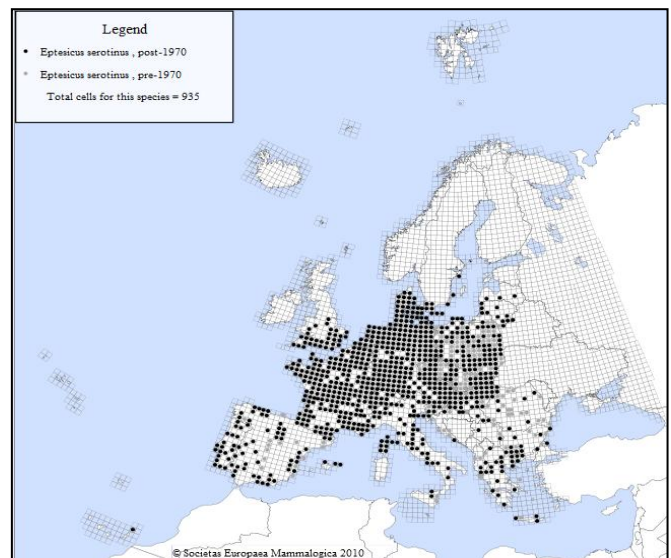 Legend
Eptesicus serotinus , post-1970
Eptesicus serotinus , pre-1970
Total cells for this species = 935
© Societas Europaea Mammalogica 2010